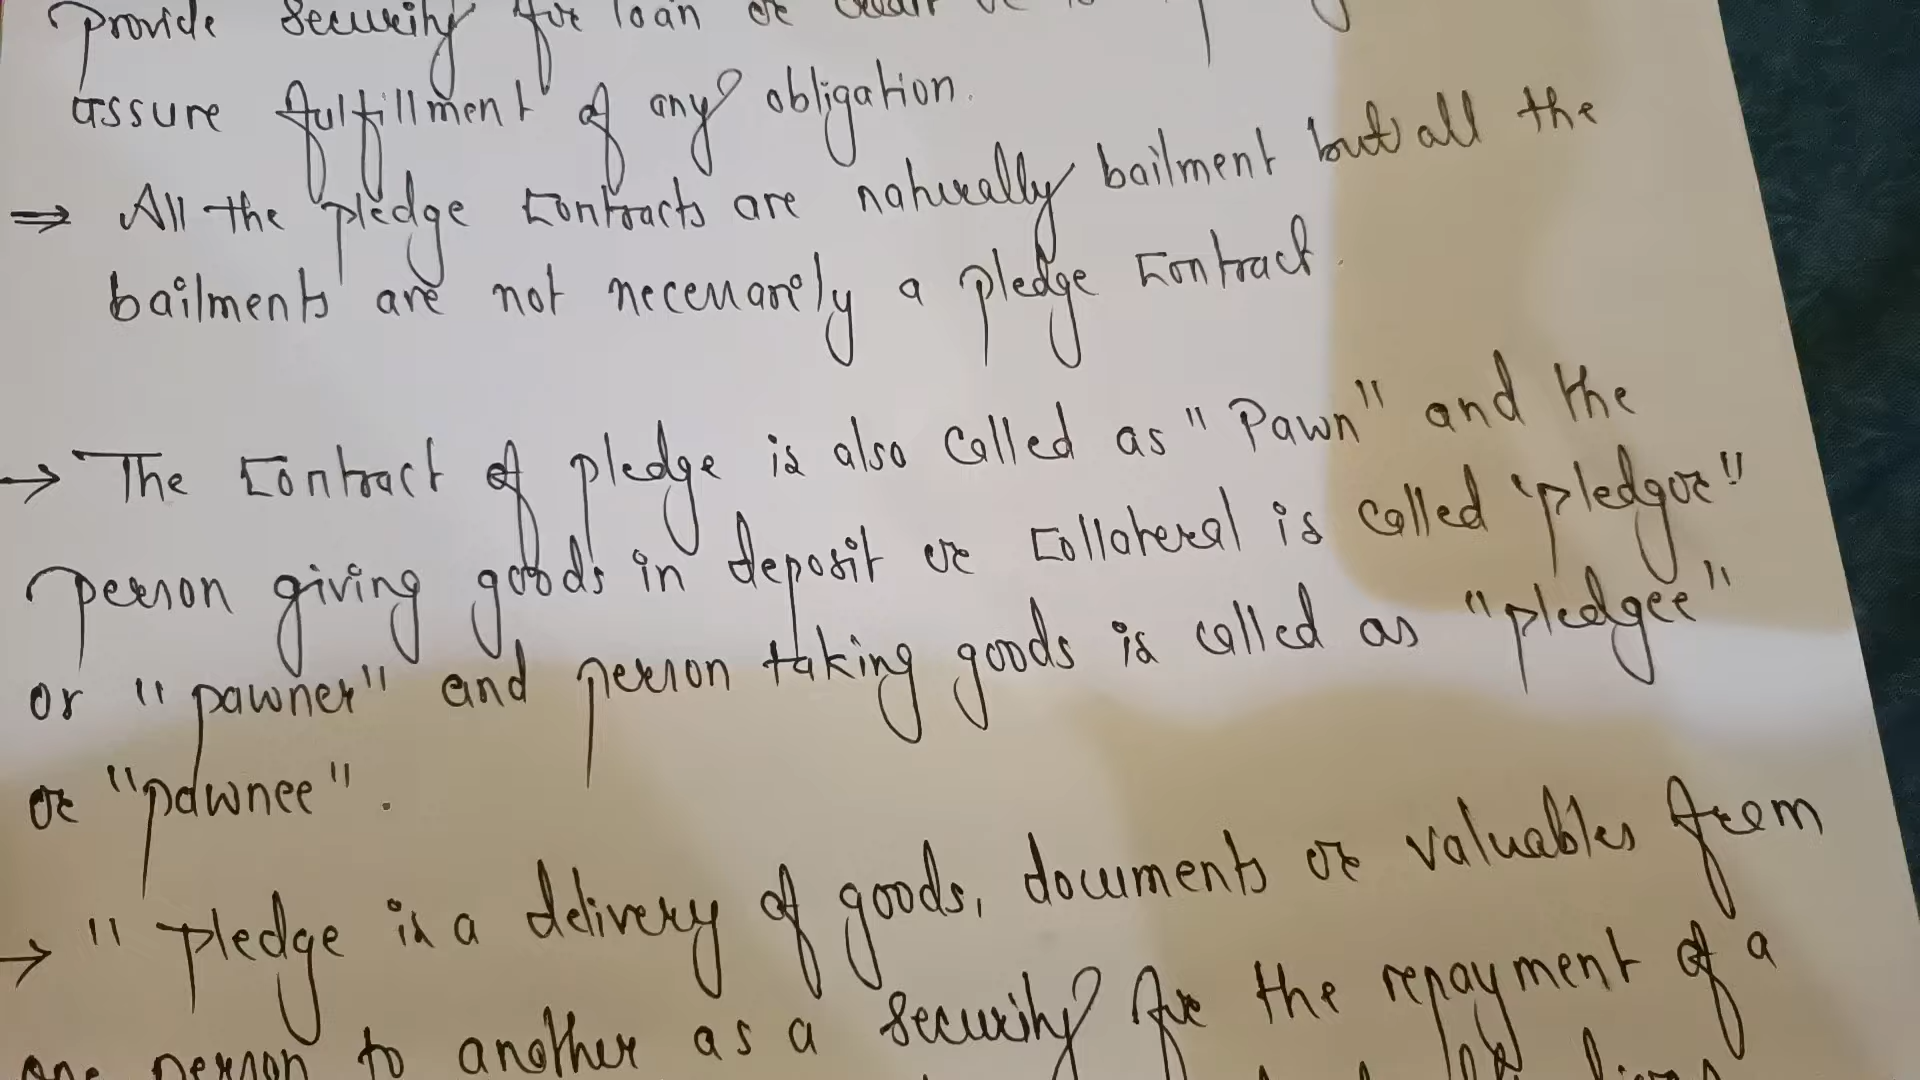 provide security for loan or
assure fulfillment of any obligation.
⇒ All the pledge contracts are naturally bailment but all the
bailments are not necessarily a pledge contract.
→ The contract of pledge is also called as "Pawn" and the
person giving goods in deposit or collateral is called "pledgor"
or "pawner" and person taking goods is called as "pledgee"
or "pawnee".
→ "Pledge is a delivery of goods, documents or valuables from
one person to another as a security for the repayment of a